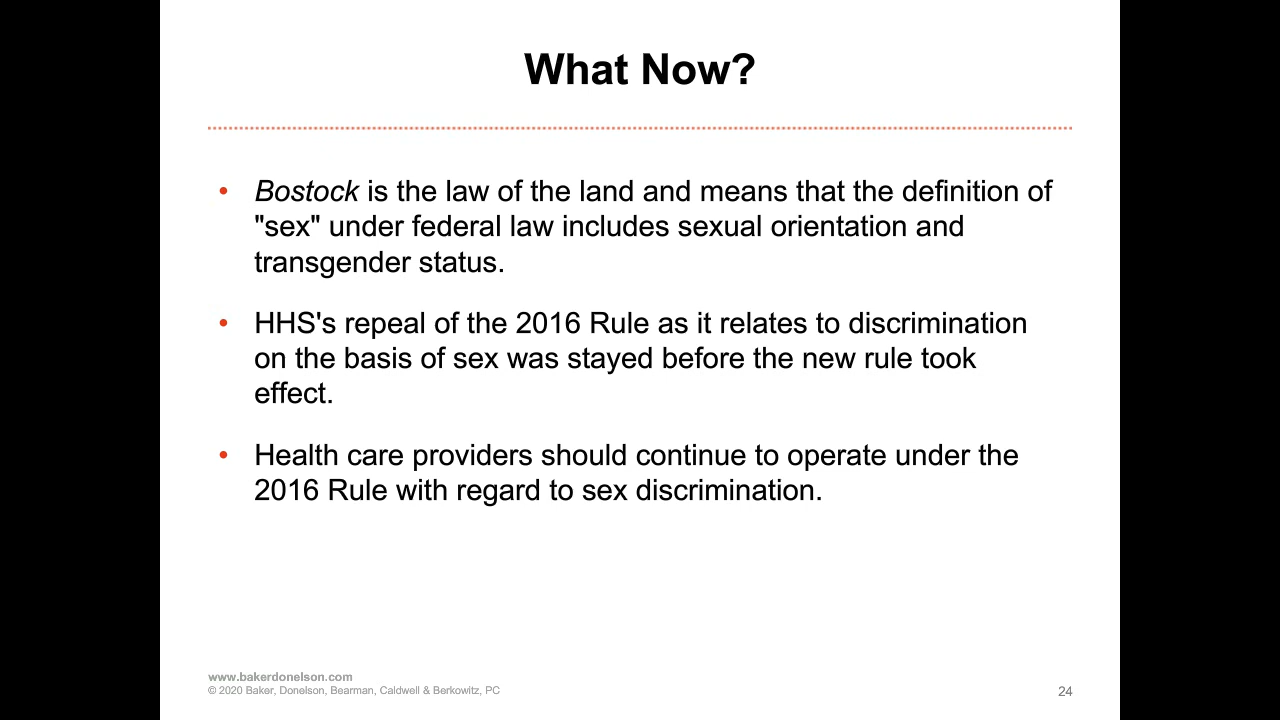 What Now?
• Bostock is the law of the land and means that the definition of
"sex" under federal law includes sexual orientation and
transgender status.
• HHS's repeal of the 2016 Rule as it relates to discrimination
on the basis of sex was stayed before the new rule took
effect.
• Health care providers should continue to operate under the
2016 Rule with regard to sex discrimination.
www.bakerdonelson.com
© 2020 Baker, Donelson, Bearman, Caldwell & Berkowitz, PC
24